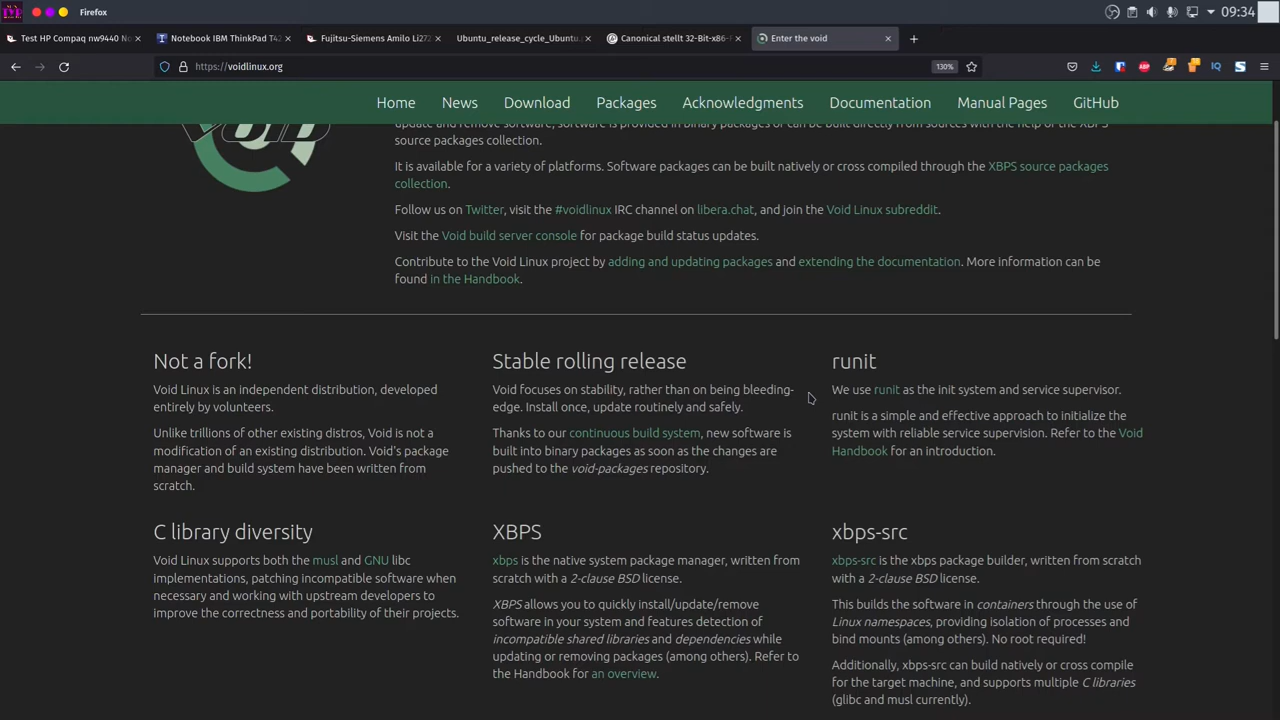 Firefox
09:34
Test HP Compaq nw9440 No
Notebook IBM ThinkPad T42
Fujitsu-Siemens Amilo Li272
Ubuntu_release_cycle_Ubuntu.
Canonical stellt 32-Bit-x86-F
Enter the void
https://voidlinux.org
130%
Home
News
Download
Packages
Acknowledgments
Documentation
Manual Pages
GitHub
update and remove software; software is provided in binary packages or can be built directly from sources with the help of the XBPS
source packages collection.
It is available for a variety of platforms. Software packages can be built natively or cross compiled through the XBPS source packages
collection.
Follow us on Twitter, visit the #voidlinux IRC channel on libera.chat, and join the Void Linux subreddit.
Visit the Void build server console for package build status updates.
Contribute to the Void Linux project by adding and updating packages and extending the documentation. More information can be
found in the Handbook.
Not a fork!
Void Linux is an independent distribution, developed
entirely by volunteers.
Unlike trillions of other existing distros, Void is not a
modification of an existing distribution. Void's package
manager and build system have been written from
scratch.
Stable rolling release
Void focuses on stability, rather than on being bleeding-
edge. Install once, update routinely and safely.
Thanks to our continuous build system, new software is
built into binary packages as soon as the changes are
pushed to the void-packages repository.
runit
We use runit as the init system and service supervisor.
runit is a simple and effective approach to initialize the
system with reliable service supervision. Refer to the Void
Handbook for an introduction.
C library diversity
Void Linux supports both the musl and GNU libc
implementations, patching incompatible software when
necessary and working with upstream developers to
improve the correctness and portability of their projects.
XBPS
xbps is the native system package manager, written from
scratch with a 2-clause BSD license.
XBPS allows you to quickly install/update/remove
software in your system and features detection of
incompatible shared libraries and dependencies while
updating or removing packages (among others). Refer to
the Handbook for an overview.
xbps-src
xbps-src is the xbps package builder, written from scratch
with a 2-clause BSD license.
This builds the software in containers through the use of
Linux namespaces, providing isolation of processes and
bind mounts (among others). No root required!
Additionally, xbps-src can build natively or cross compile
for the target machine, and supports multiple C libraries
(glibc and musl currently).